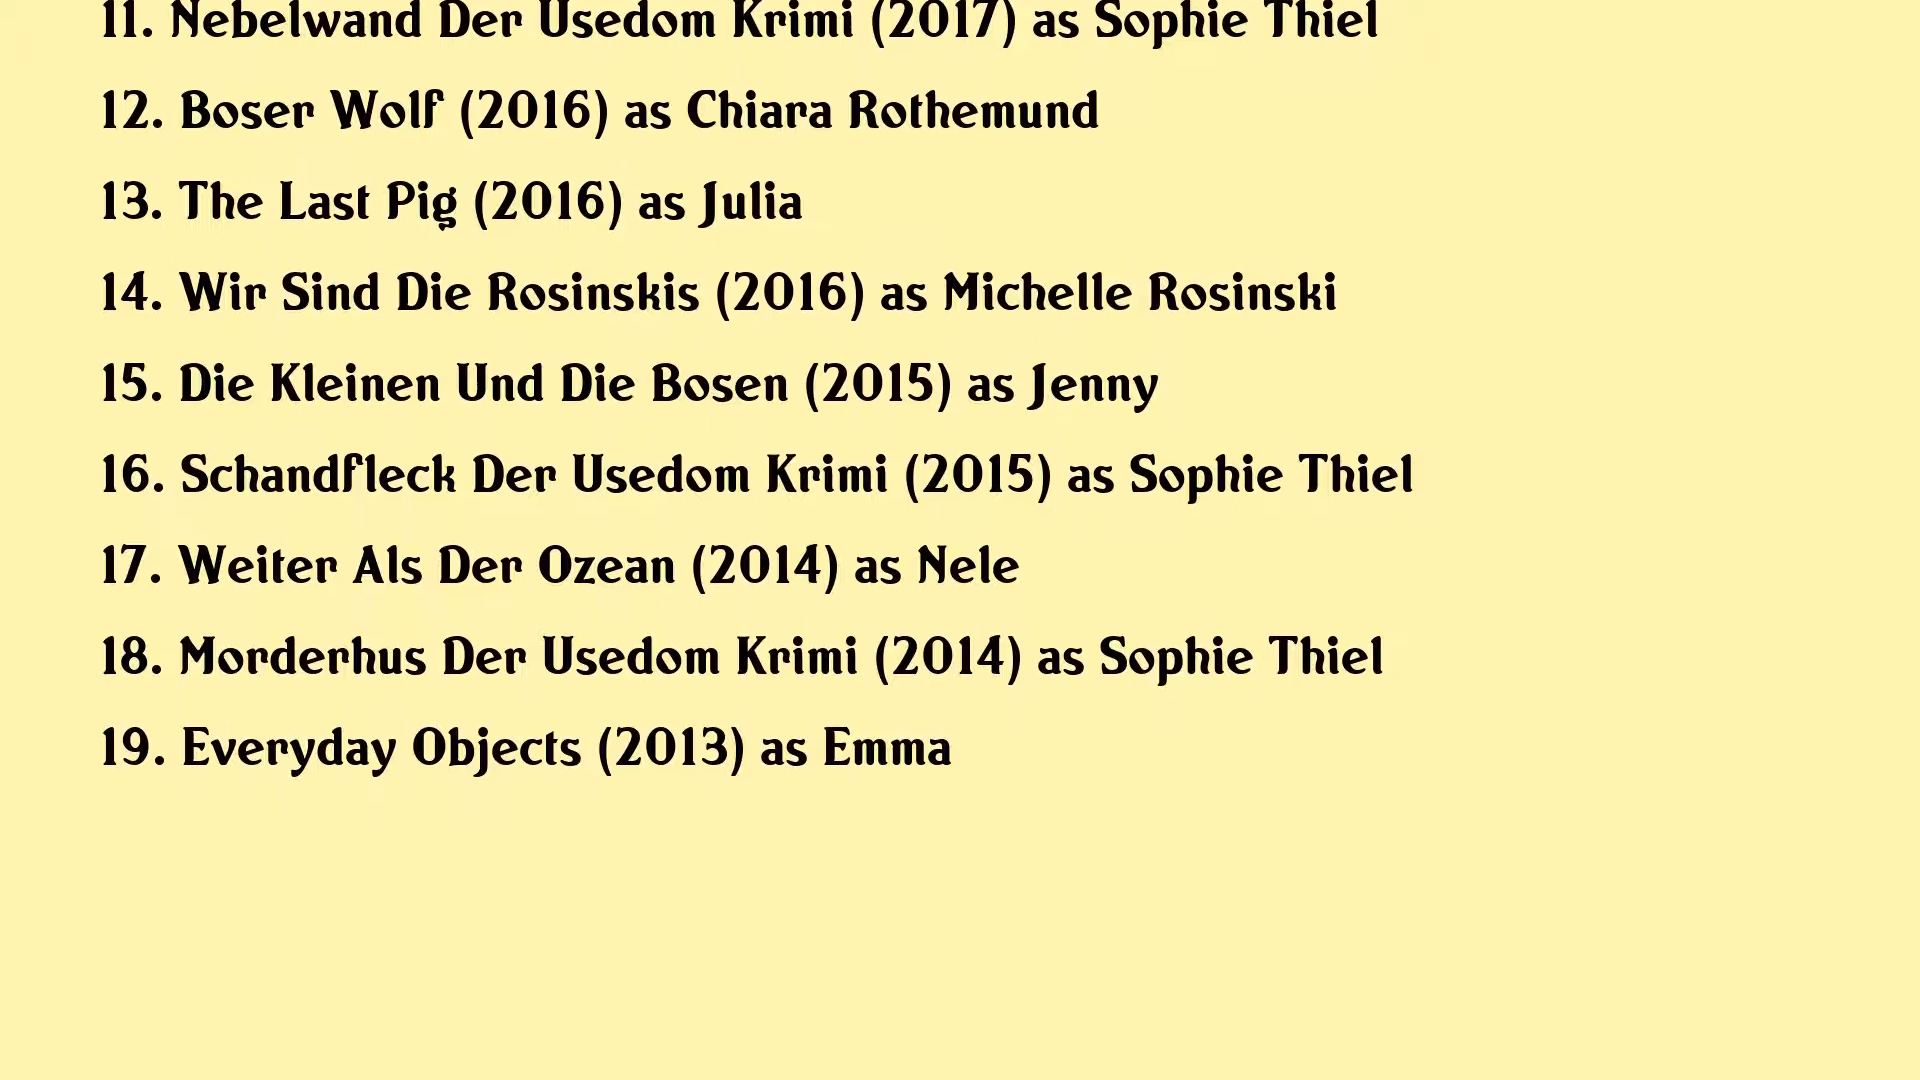 11. Nebelwand Der Usedom Krimi (2017) as Sophie Thiel
12. Boser Wolf (2016) as Chiara Rothemund
13. The Last Pig (2016) as Julia
14. Wir Sind Die Rosinskis (2016) as Michelle Rosinski
15. Die Kleinen Und Die Bosen (2015) as Jenny
16. Schandfleck Der Usedom Krimi (2015) as Sophie Thiel
17. Weiter Als Der Ozean (2014) as Nele
18. Morderhus Der Usedom Krimi (2014) as Sophie Thiel
19. Everyday Objects (2013) as Emma